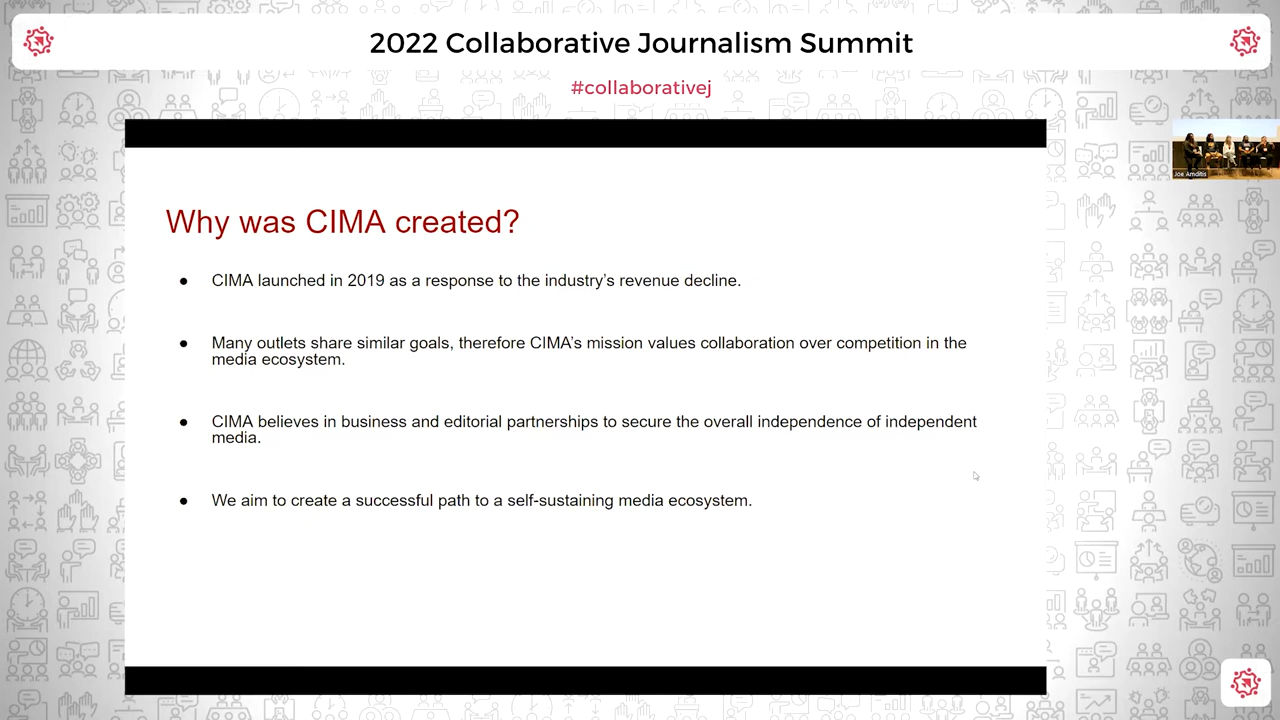 2022 Collaborative Journalism Summit
#collaborativej
Joe Amditis
Why was CIMA created?
● CIMA launched in 2019 as a response to the industry's revenue decline.
● Many outlets share similar goals, therefore CIMA's mission values collaboration over competition in the
media ecosystem.
● CIMA believes in business and editorial partnerships to secure the overall independence of independent
media.
● We aim to create a successful path to a self-sustaining media ecosystem.